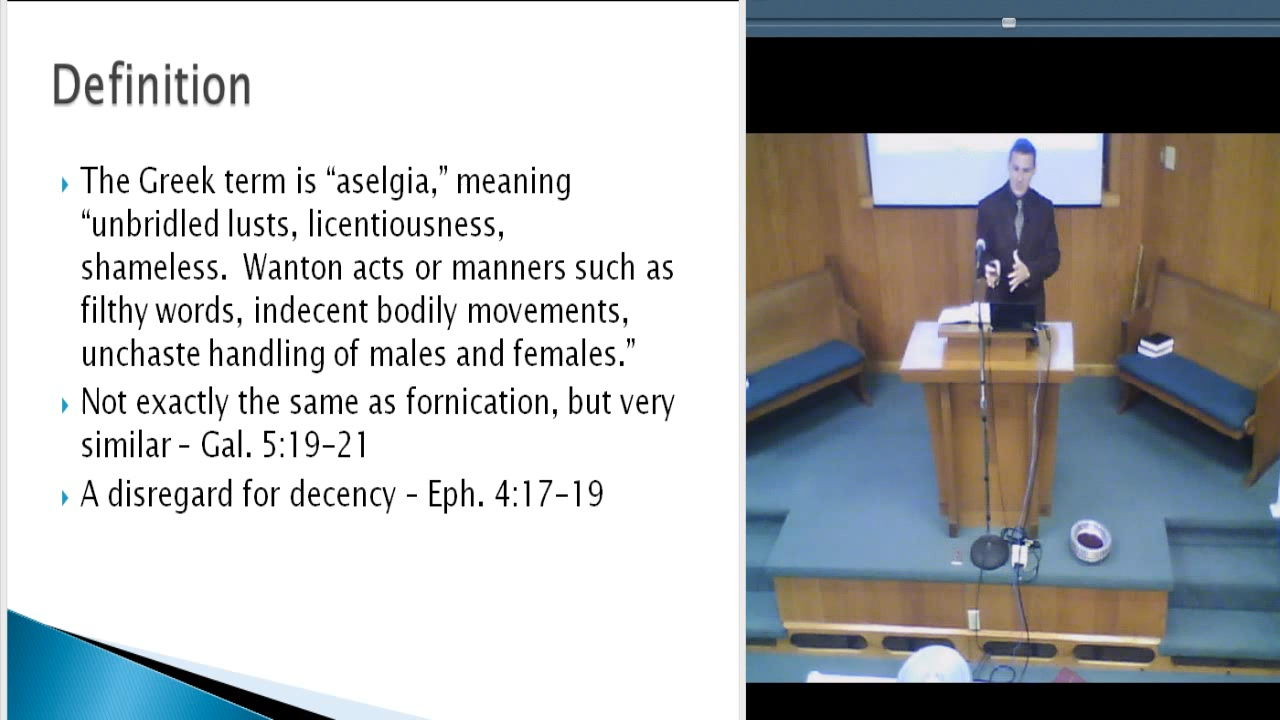 Definition
The Greek term is “aselgia,” meaning
“unbridled lusts, licentiousness,
shameless.  Wanton acts or manners such as
filthy words, indecent bodily movements,
unchaste handling of males and females.”
Not exactly the same as fornication, but very
similar – Gal. 5:19–21
A disregard for decency – Eph. 4:17–19